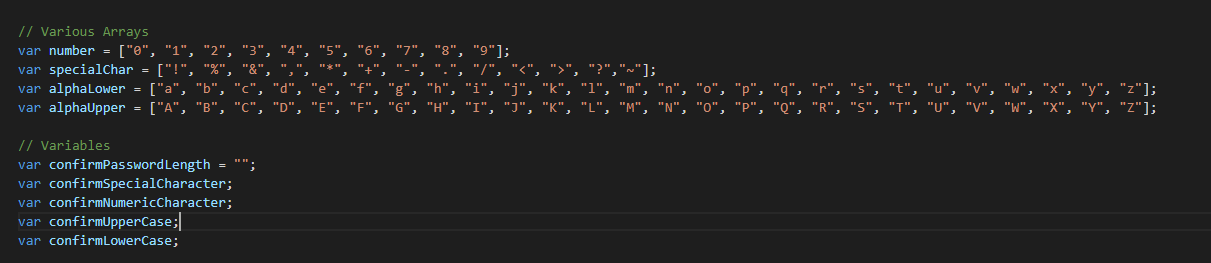 // Various Arrays
var number = ["0", "1", "2", "3", "4", "5", "6", "7", "8", "9"];
var specialChar = ["!", "%", "&", ",", "*", "+", "-", ".", "/", "<", ">", "?","~"];
var alphaLower = ["a", "b", "c", "d", "e", "f", "g", "h", "i", "j", "k", "l", "m", "n", "o", "p", "q", "r", "s", "t", "u", "v", "w", "x", "y", "z"];
var alphaUpper = ["A", "B", "C", "D", "E", "F", "G", "H", "I", "J", "K", "L", "M", "N", "O", "P", "Q", "R", "S", "T", "U", "V", "W", "X", "Y", "Z"];
// Variables
var confirmPasswordLength = "";
var confirmSpecialCharacter;
var confirmNumericCharacter;
var confirmUpperCase;
var confirmLowerCase;